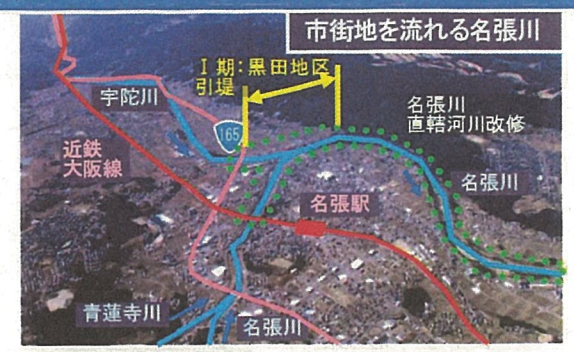 市街地を流れる名張川
Ⅰ期:黒田地区
引堤
宇陀川
165
名張川
直轄河川改修
近鉄
大阪線
名張川
名張駅
青蓮寺川
名張川